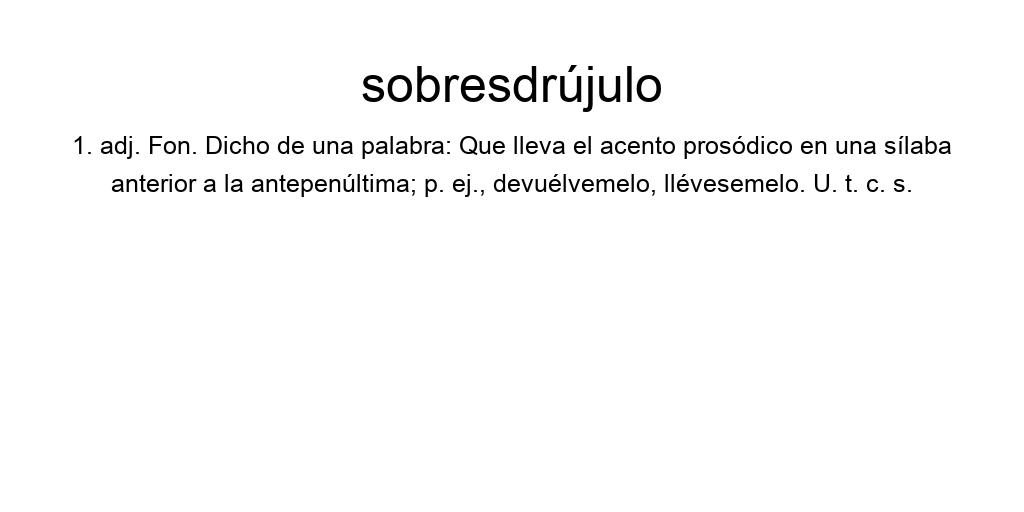 sobresdrújulo
1. adj. Fon. Dicho de una palabra: Que lleva el acento prosódico en una sílaba
anterior a la antepenúltima; p. ej., devuélvemelo, llévesemelo. U. t. c. s.